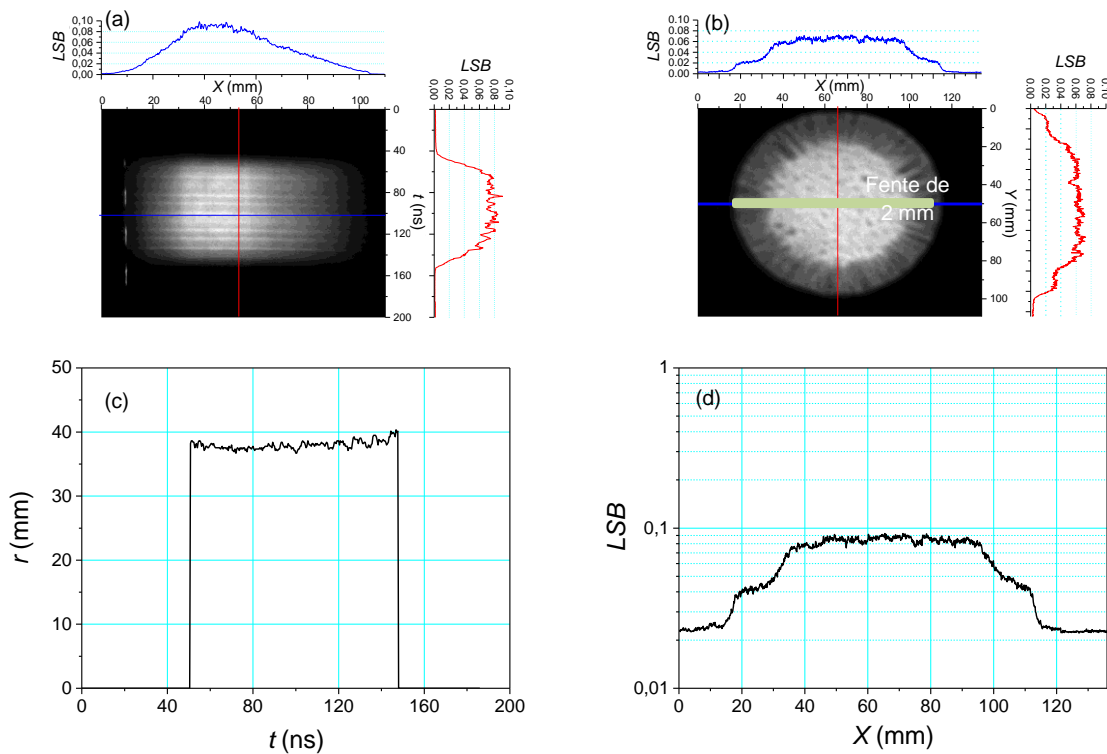 (a)
LSB
0,10
0,08
0,06
0,04
0,02
0,00
0 20 40 60 80 100
X (mm)
LSB
0,00 0,02 0,04 0,06 0,08 0,10
0
40
80
120
160
200
t (ns)
(b)
LSB
0.10
0.08
0.06
0.04
0.02
0.00
0 20 40 60 80 100 120
X (mm)
LSB
0.00 0.02 0.04 0.06 0.08 0.10
0
20
40
60
80
100
Y (mm)
Fente de
2 mm
(c)
r (mm)
50
40
30
20
10
0
0 40 80 120 160 200
t (ns)
(d)
LSB
1
0,1
0,01
0 20 40 60 80 100 120
X (mm)